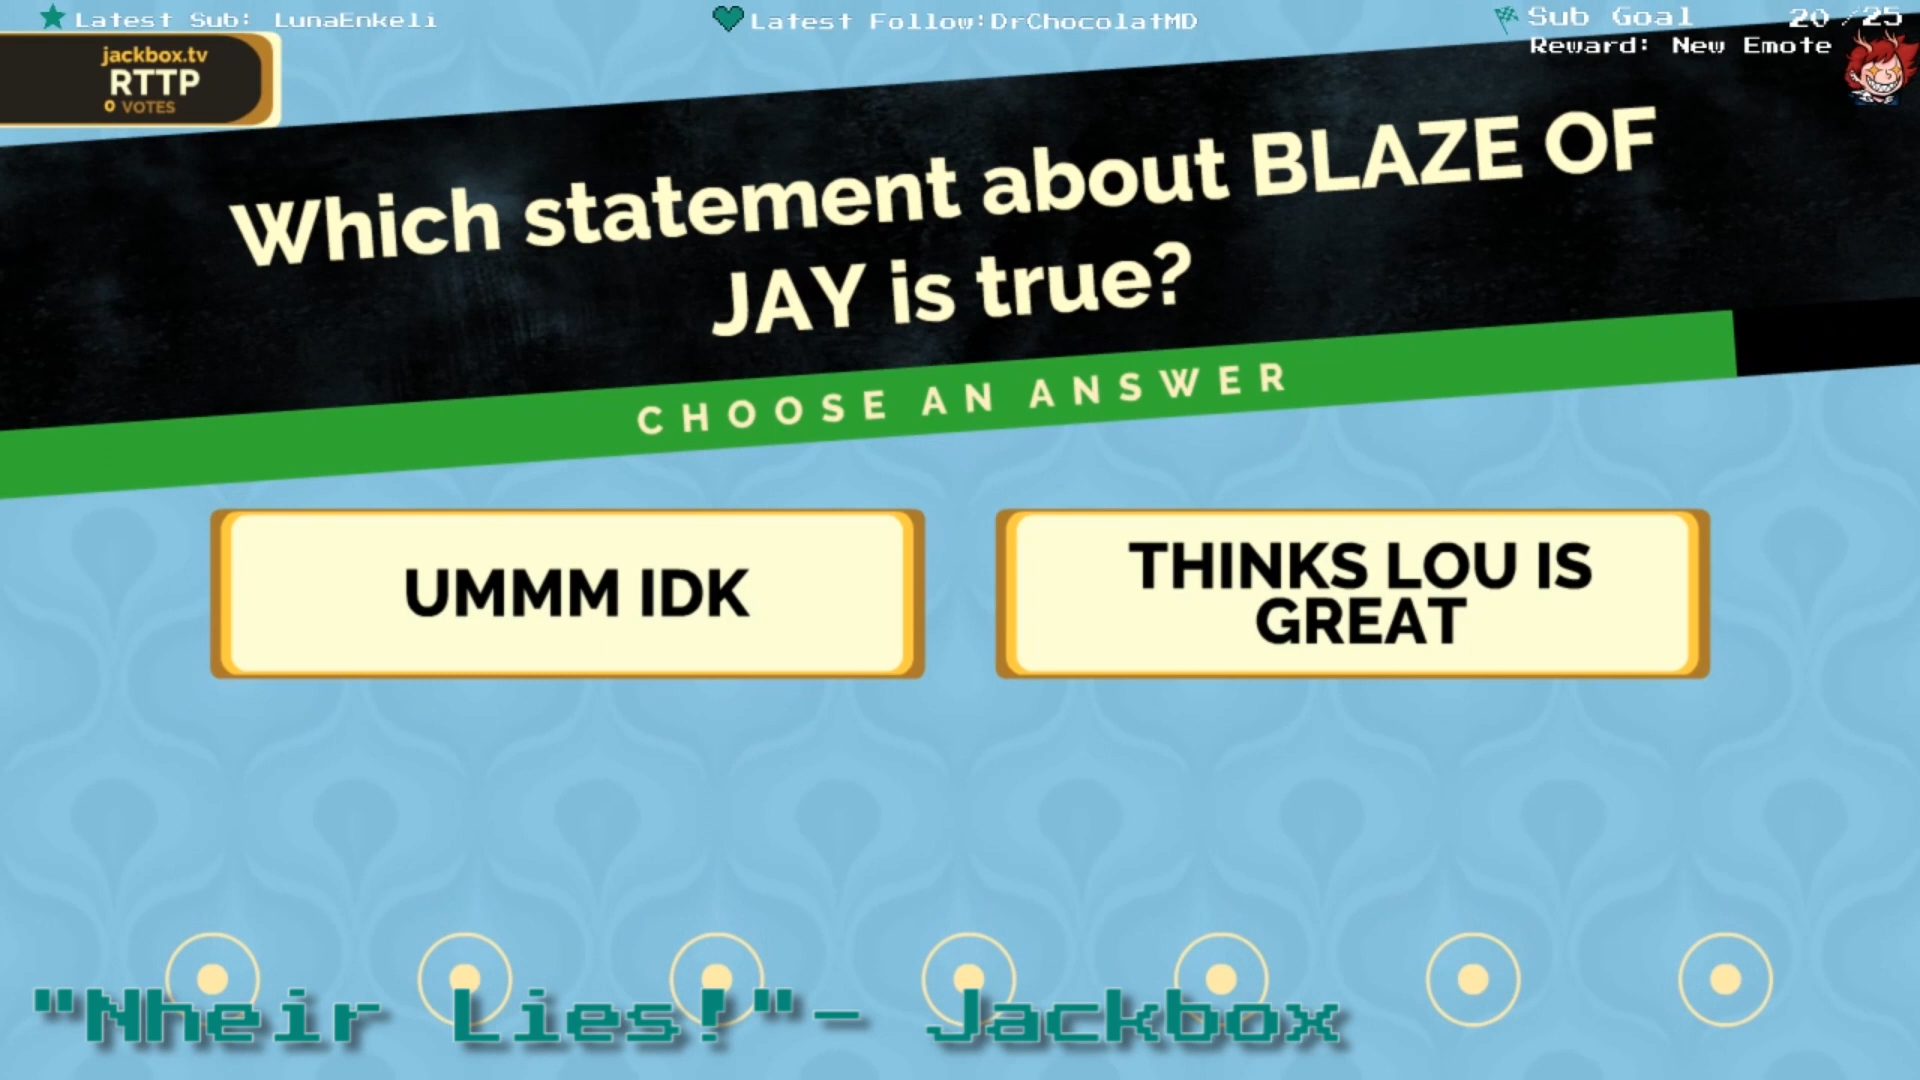 Latest Sub: LunaEnkeli
Latest Follow:DrChocolatMD
Sub Goal 20 /25
Reward: New Emote
jackbox.tv
RTTP
0 VOTES
Which statement about BLAZE OF
JAY is true?
CHOOSE AN ANSWER
UMMM IDK
THINKS LOU IS
GREAT
"Nheir Lies!"- Jackbox